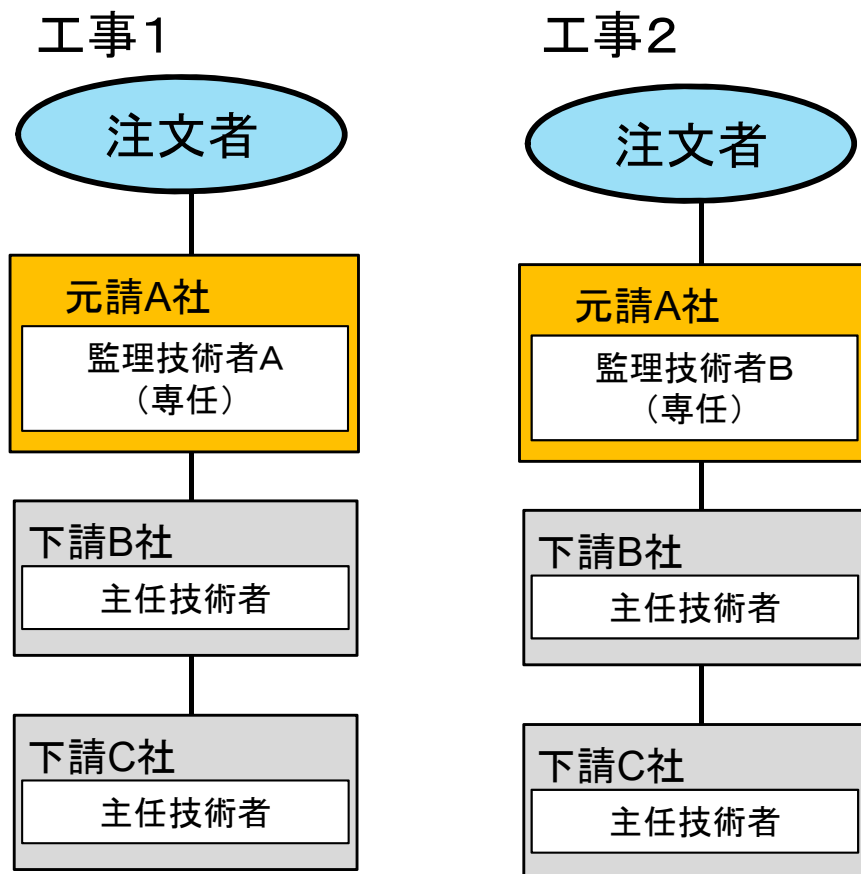 工事１
注文者
元請A社
監理技術者A
（専任）
下請B社
主任技術者
下請C社
主任技術者
工事２
注文者
元請A社
監理技術者Ｂ
（専任）
下請B社
主任技術者
下請C社
主任技術者